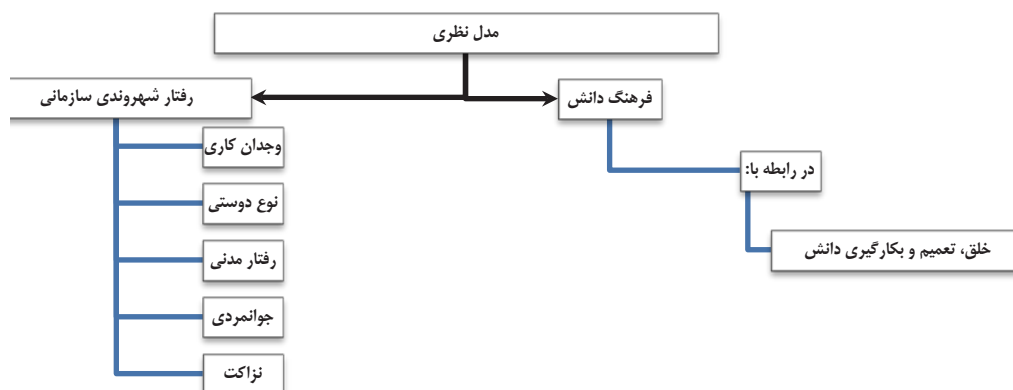 مدل نظری
فرهنگ دانش
رفتار شهروندی سازمانی
وجدان کاری
در رابطه با:
نوع دوستی
خلق، تعمیم و بکارگیری دانش
رفتار مدنی
جوانمردی
نزاکت